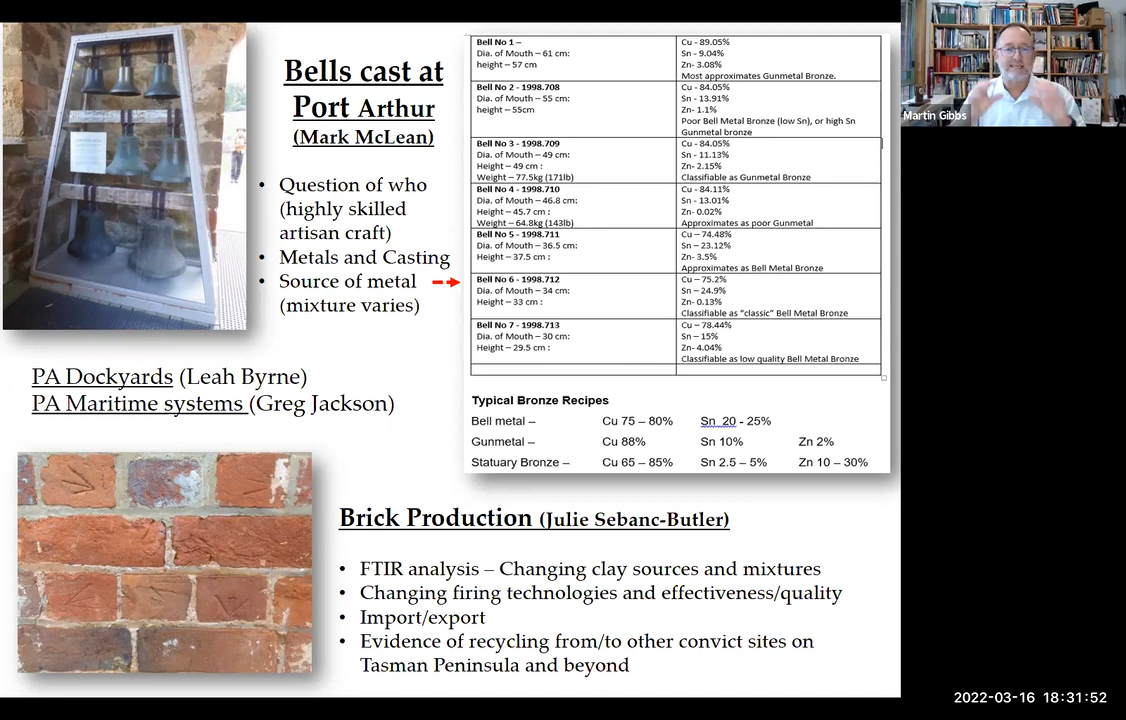 Bells cast at
Port Arthur
(Mark McLean)
• Question of who
(highly skilled
artisan craft)
• Metals and Casting
• Source of metal
(mixture varies)
Bell No 1 –
Dia. of Mouth – 61 cm:
height – 57 cm
Cu - 89.05%
Sn - 9.04%
Zn- 3.08%
Most approximates Gunmetal Bronze.
Bell No 2 - 1998.708
Dia. of Mouth – 55 cm:
height – 55cm
Cu - 84.05%
Sn - 13.91%
Zn- 1.1%
Poor Bell Metal Bronze (low Sn), or high Sn
Gunmetal bronze
Bell No 3 - 1998.709
Dia. of Mouth – 49 cm:
Height – 49 cm :
Weight – 77.5kg (171lb)
Cu - 84.05%
Sn - 11.13%
Zn- 2.15%
Classifiable as Gunmetal Bronze
Bell No 4 - 1998.710
Dia. of Mouth – 46.8 cm:
Height – 45.7 cm :
Weight – 64.8kg (143lb)
Cu - 84.11%
Sn - 13.01%
Zn- 0.02%
Approximates as poor Gunmetal
Bell No 5 - 1998.711
Dia. of Mouth – 36.5 cm:
Height – 37.5 cm :
Cu – 74.48%
Sn – 23.12%
Zn- 3.5%
Approximates as Bell Metal Bronze
Bell No 6 - 1998.712
Dia. of Mouth – 34 cm:
Height – 33 cm :
Cu – 75.2%
Sn – 24.9%
Zn- 0.13%
Classifiable as “classic” Bell Metal Bronze
Bell No 7 - 1998.713
Dia. of Mouth – 30 cm:
Height – 29.5 cm :
Cu – 78.44%
Sn – 15%
Zn- 4.04%
Classifiable as low quality Bell Metal Bronze
Typical Bronze Recipes
Bell metal – Cu 75 – 80% Sn 20 - 25%
Gunmetal – Cu 88% Sn 10% Zn 2%
Statuary Bronze – Cu 65 – 85% Sn 2.5 – 5% Zn 10 – 30%
Martin Gibbs
PA Dockyards (Leah Byrne)
PA Maritime systems (Greg Jackson)
Brick Production (Julie Sebanc-Butler)
• FTIR analysis – Changing clay sources and mixtures
• Changing firing technologies and effectiveness/quality
• Import/export
• Evidence of recycling from/to other convict sites on
Tasman Peninsula and beyond
2022-03-16 18:31:52